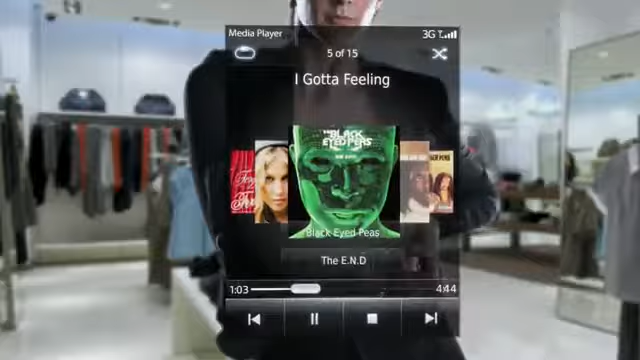 Media Player
3G
5 of 15
I Gotta Feeling
THE BLACK
EYED PEAS
THE E.N.D
Black Eyed Peas
The E.N.D
1:03
4:44